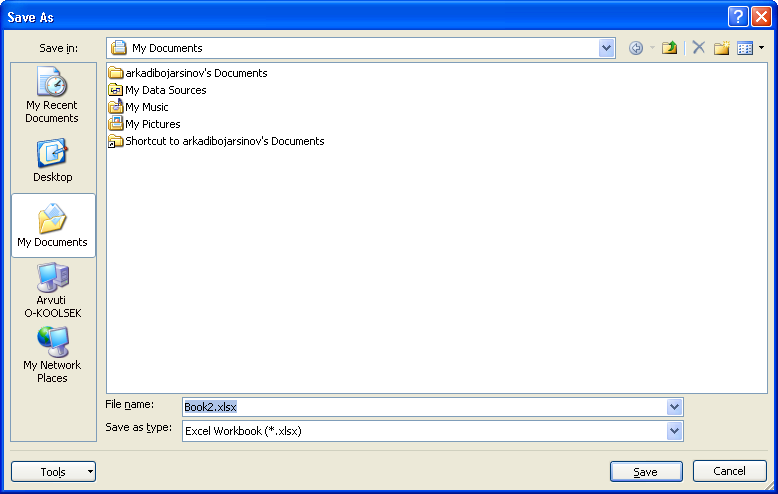 Save As
Save in:
My Documents
My Recent
Documents
Desktop
My Documents
Arvuti
O-KOOLSEK
My Network
Places
arkadibojarsinov's Documents
My Data Sources
My Music
My Pictures
Shortcut to arkadibojarsinov's Documents
File name:
Book2.xlsx
Save as type:
Excel Workbook (*.xlsx)
Tools
Save
Cancel